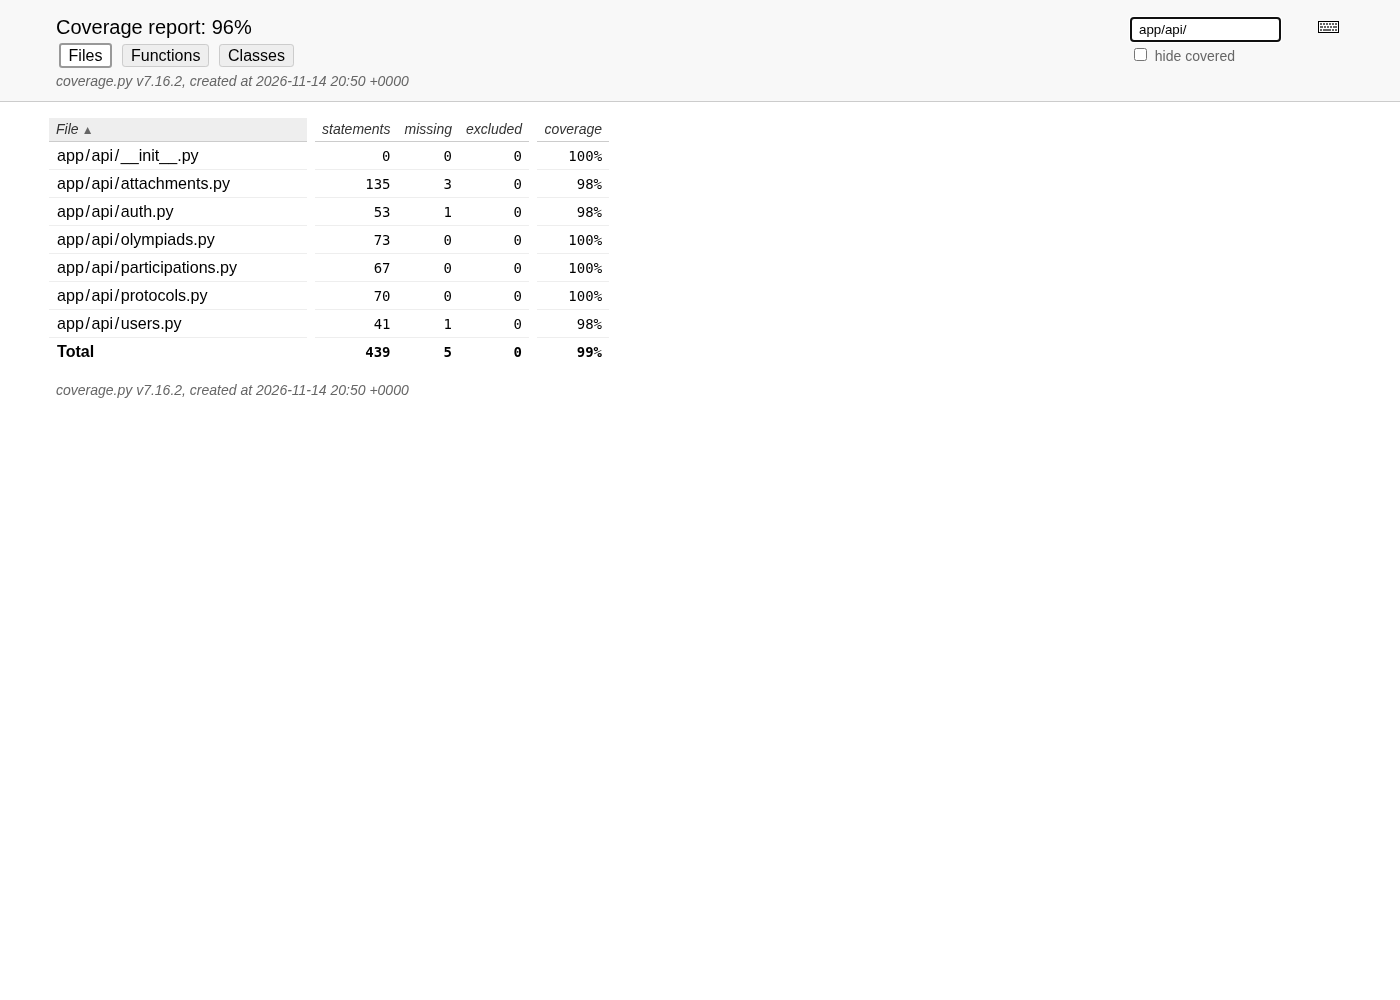 Coverage report: 96%
app/api/
Files Functions Classes
hide covered
coverage.py v7.16.2, created at 2026-11-14 20:50 +0000
File ▲ statements missing excluded coverage
app/api/__init__.py 0 0 0 100%
app/api/attachments.py 135 3 0 98%
app/api/auth.py 53 1 0 98%
app/api/olympiads.py 73 0 0 100%
app/api/participations.py 67 0 0 100%
app/api/protocols.py 70 0 0 100%
app/api/users.py 41 1 0 98%
Total 439 5 0 99%
coverage.py v7.16.2, created at 2026-11-14 20:50 +0000